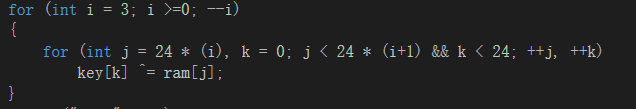 for (int i = 3; i >=0; --i)
{
for (int j = 24 * (i), k = 0; j < 24 * (i+1) && k < 24; ++j, ++k)
key[k] ^= ram[j];
}